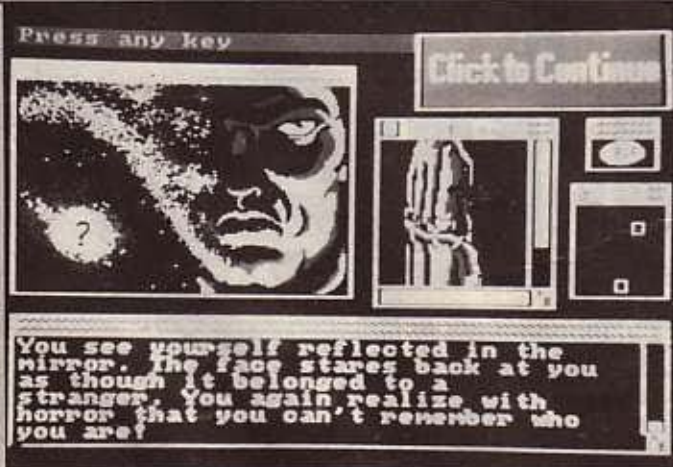 Press any key
Click to Continue
?
You see yourself reflected in the
mirror. The face stares back at you
as though it belonged to a
stranger. You again realize with
horror that you can't remember who
you are!